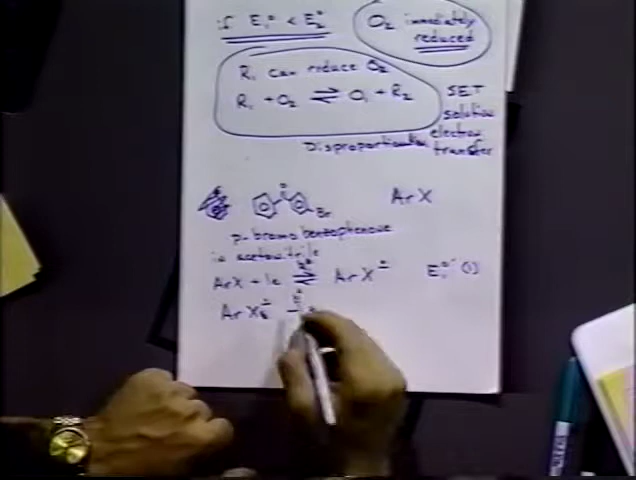 if E₁° < E₂°
O₂ immediately
reduced
R₁ can reduce O₂
R₁ + O₂ ⇌ O₁ + R₂
SET
solution
electron
transfer
Disproportionation
O
Br
ArX
p-bromobenzophenone
in acetonitrile
ArX + 1e ⇌ ArX⁻̇ E₁°' (1)
ArX⁻̇